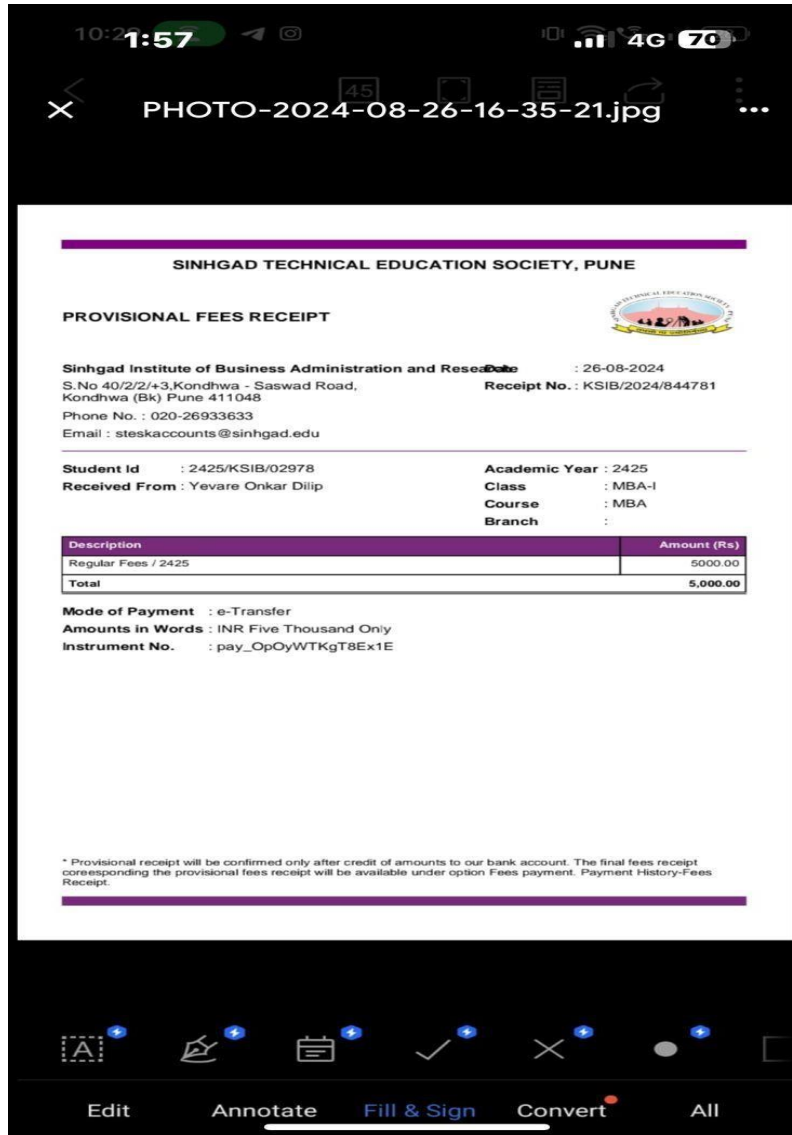 1:57 4G 70
45
PHOTO-2024-08-26-16-35-21.jpg
SINHGAD TECHNICAL EDUCATION SOCIETY, PUNE
PROVISIONAL FEES RECEIPT
Sinhgad Institute of Business Administration and Research
Date : 26-08-2024
S.No 40/2/2/+3,Kondhwa - Saswad Road,
Receipt No. : KSIB/2024/844781
Kondhwa (Bk) Pune 411048
Phone No. : 020-26933633
Email : steskaccounts@sinhgad.edu
Student Id : 2425/KSIB/02978
Academic Year : 2425
Received From : Yevare Onkar Dilip
Class : MBA-I
Course : MBA
Branch :
Description Amount (Rs)
Regular Fees / 2425 5000.00
Total 5,000.00
Mode of Payment : e-Transfer
Amounts in Words : INR Five Thousand Only
Instrument No. : pay_OpOyWTKgT8Ex1E
* Provisional receipt will be confirmed only after credit of amounts to our bank account. The final fees receipt
coreesponding the provisional fees receipt will be available under option Fees payment. Payment History-Fees
Receipt.
A
Edit Annotate Fill & Sign Convert All